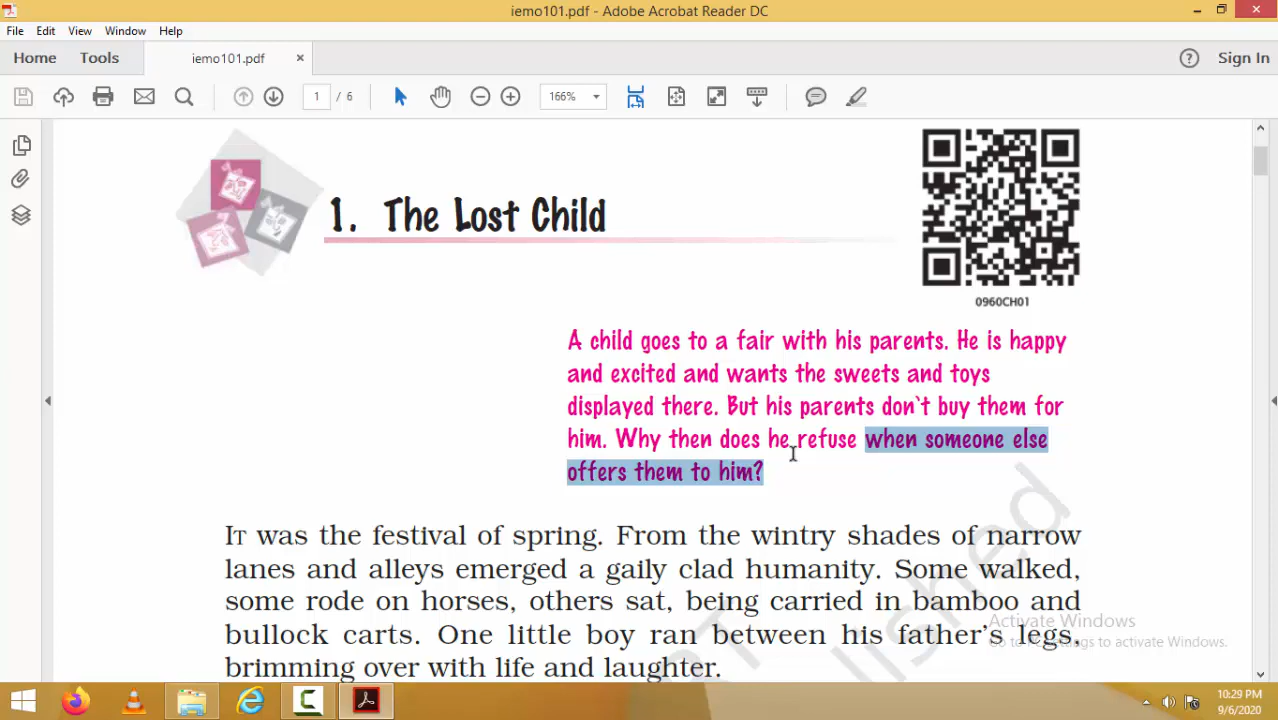 iemo101.pdf - Adobe Acrobat Reader DC
File Edit View Window Help
Home Tools iemo101.pdf × Sign In
1 / 6 166%
1. The Lost Child
0960CH01
A child goes to a fair with his parents. He is happy
and excited and wants the sweets and toys
displayed there. But his parents don't buy them for
him. Why then does he refuse when someone else
offers them to him?
IT was the festival of spring. From the wintry shades of narrow
lanes and alleys emerged a gaily clad humanity. Some walked,
some rode on horses, others sat, being carried in bamboo and
bullock carts. One little boy ran between his father's legs,
brimming over with life and laughter.
Activate Windows
Go to PC settings to activate Windows.
10:29 PM
9/6/2020